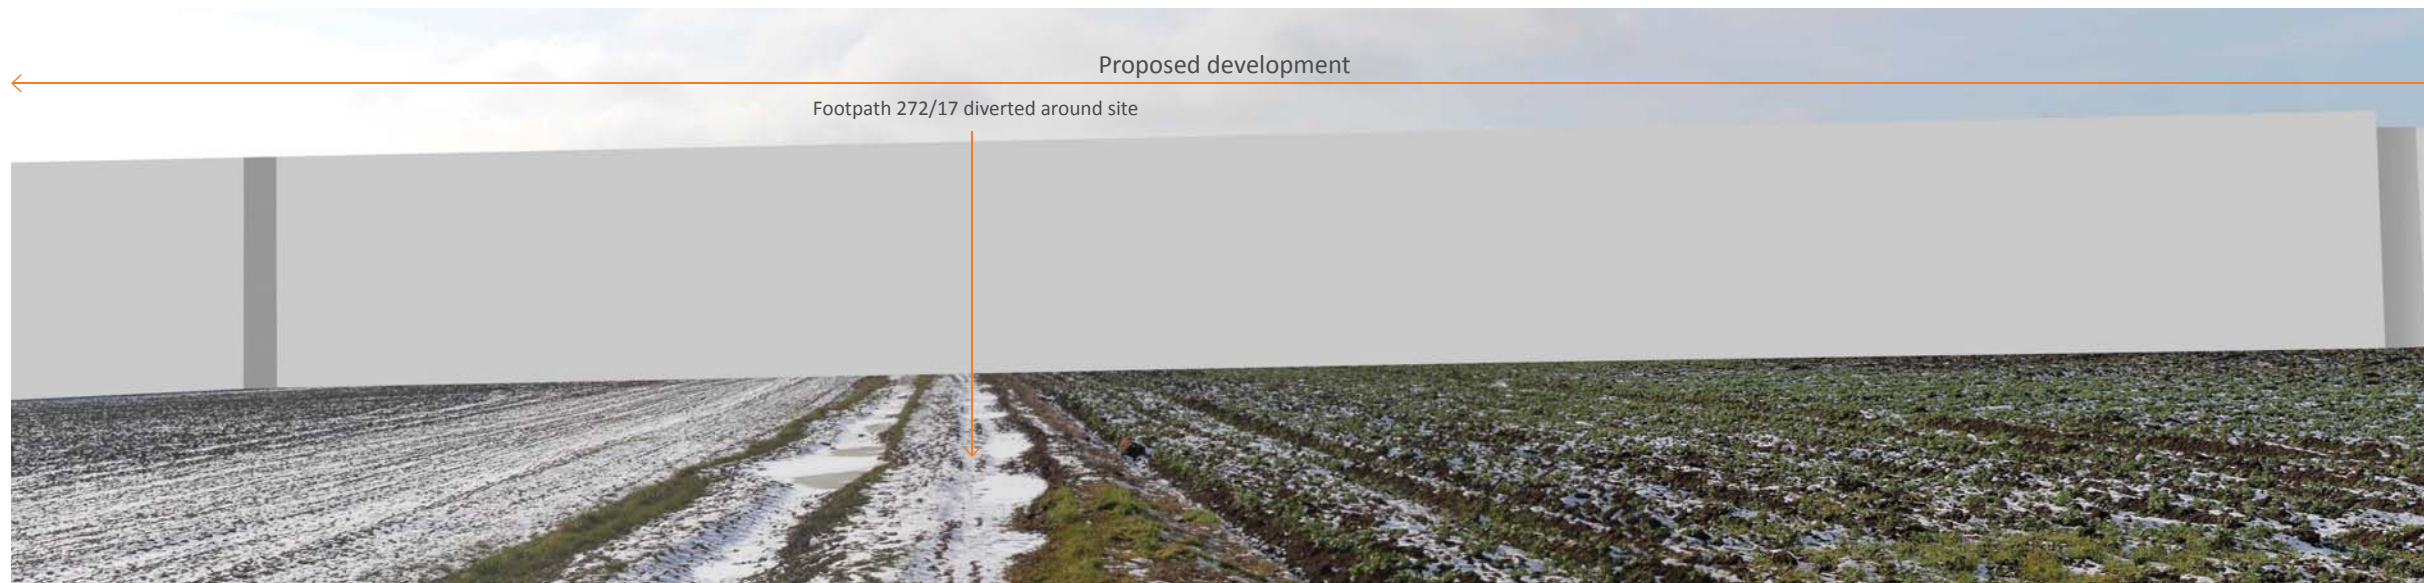 Proposed development
Footpath 272/17 diverted around site